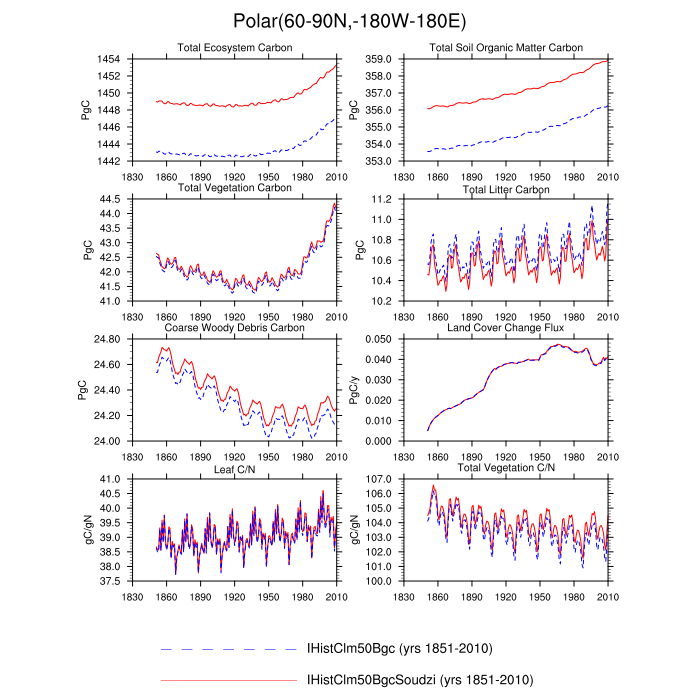 Polar(60-90N,-180W-180E)
Total Ecosystem Carbon
PgC
1454
1452
1450
1448
1446
1444
1442
1830 1860 1890 1920 1950 1980 2010
Total Soil Organic Matter Carbon
PgC
359.0
358.0
357.0
356.0
355.0
354.0
353.0
1830 1860 1890 1920 1950 1980 2010
Total Vegetation Carbon
PgC
44.5
44.0
43.5
43.0
42.5
42.0
41.5
41.0
1830 1860 1890 1920 1950 1980 2010
Total Litter Carbon
PgC
11.2
11.0
10.8
10.6
10.4
10.2
1830 1860 1890 1920 1950 1980 2010
Coarse Woody Debris Carbon
PgC
24.80
24.60
24.40
24.20
24.00
1830 1860 1890 1920 1950 1980 2010
Land Cover Change Flux
PgC/y
0.050
0.040
0.030
0.020
0.010
0.000
1830 1860 1890 1920 1950 1980 2010
Leaf C/N
gC/gN
41.0
40.5
40.0
39.5
39.0
38.5
38.0
37.5
1830 1860 1890 1920 1950 1980 2010
Total Vegetation C/N
gC/gN
107.0
106.0
105.0
104.0
103.0
102.0
101.0
100.0
1830 1860 1890 1920 1950 1980 2010
IHistClm50Bgc (yrs 1851-2010)
IHistClm50BgcSoudzi (yrs 1851-2010)